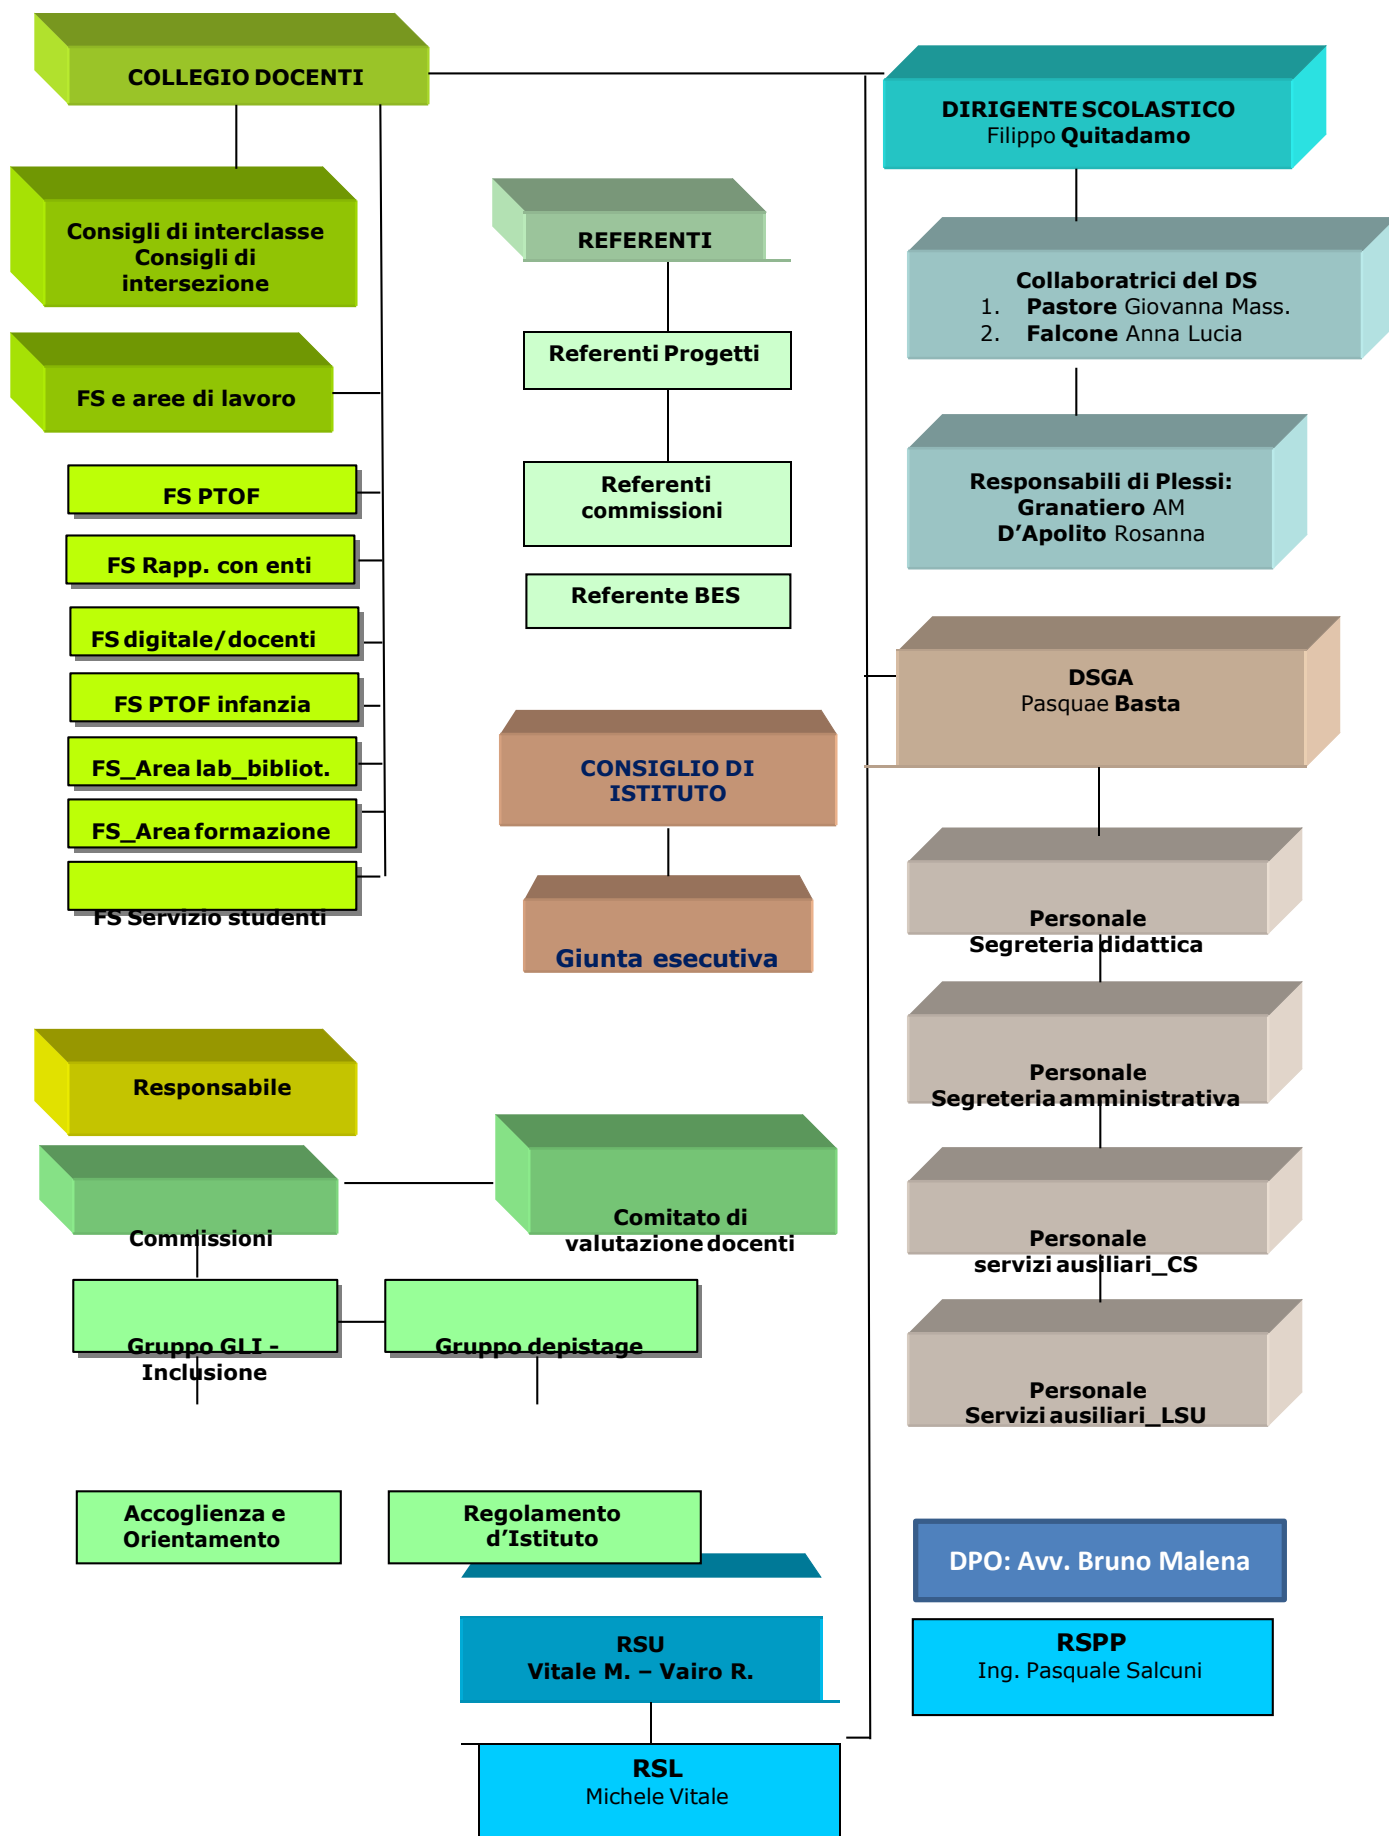 COLLEGIO DOCENTI
DIRIGENTE SCOLASTICO
Filippo Quitadamo
Consigli di interclasse
Consigli di
intersezione
REFERENTI
Collaboratrici del DS
1. Pastore Giovanna Mass.
2. Falcone Anna Lucia
FS e aree di lavoro
Referenti Progetti
FS PTOF
Referenti
commissioni
Responsabili di Plessi:
Granatiero AM
D'Apolito Rosanna
FS Rapp. con enti
Referente BES
FS digitale/docenti
FS PTOF infanzia
DSGA
Pasquae Basta
FS_Area lab_bibliot.
CONSIGLIO DI
ISTITUTO
FS_Area formazione
FS Servizio studenti
Giunta esecutiva
Personale
Segreteria didattica
Responsabile
Personale
Segreteria amministrativa
Commissioni
Comitato di
valutazione docenti
Personale
servizi ausiliari_CS
Gruppo GLI -
Inclusione
Gruppo depistage
Personale
Servizi ausiliari_LSU
Accoglienza e
Orientamento
Regolamento
d'Istituto
DPO: Avv. Bruno Malena
RSU
Vitale M. – Vairo R.
RSPP
Ing. Pasquale Salcuni
RSL
Michele Vitale